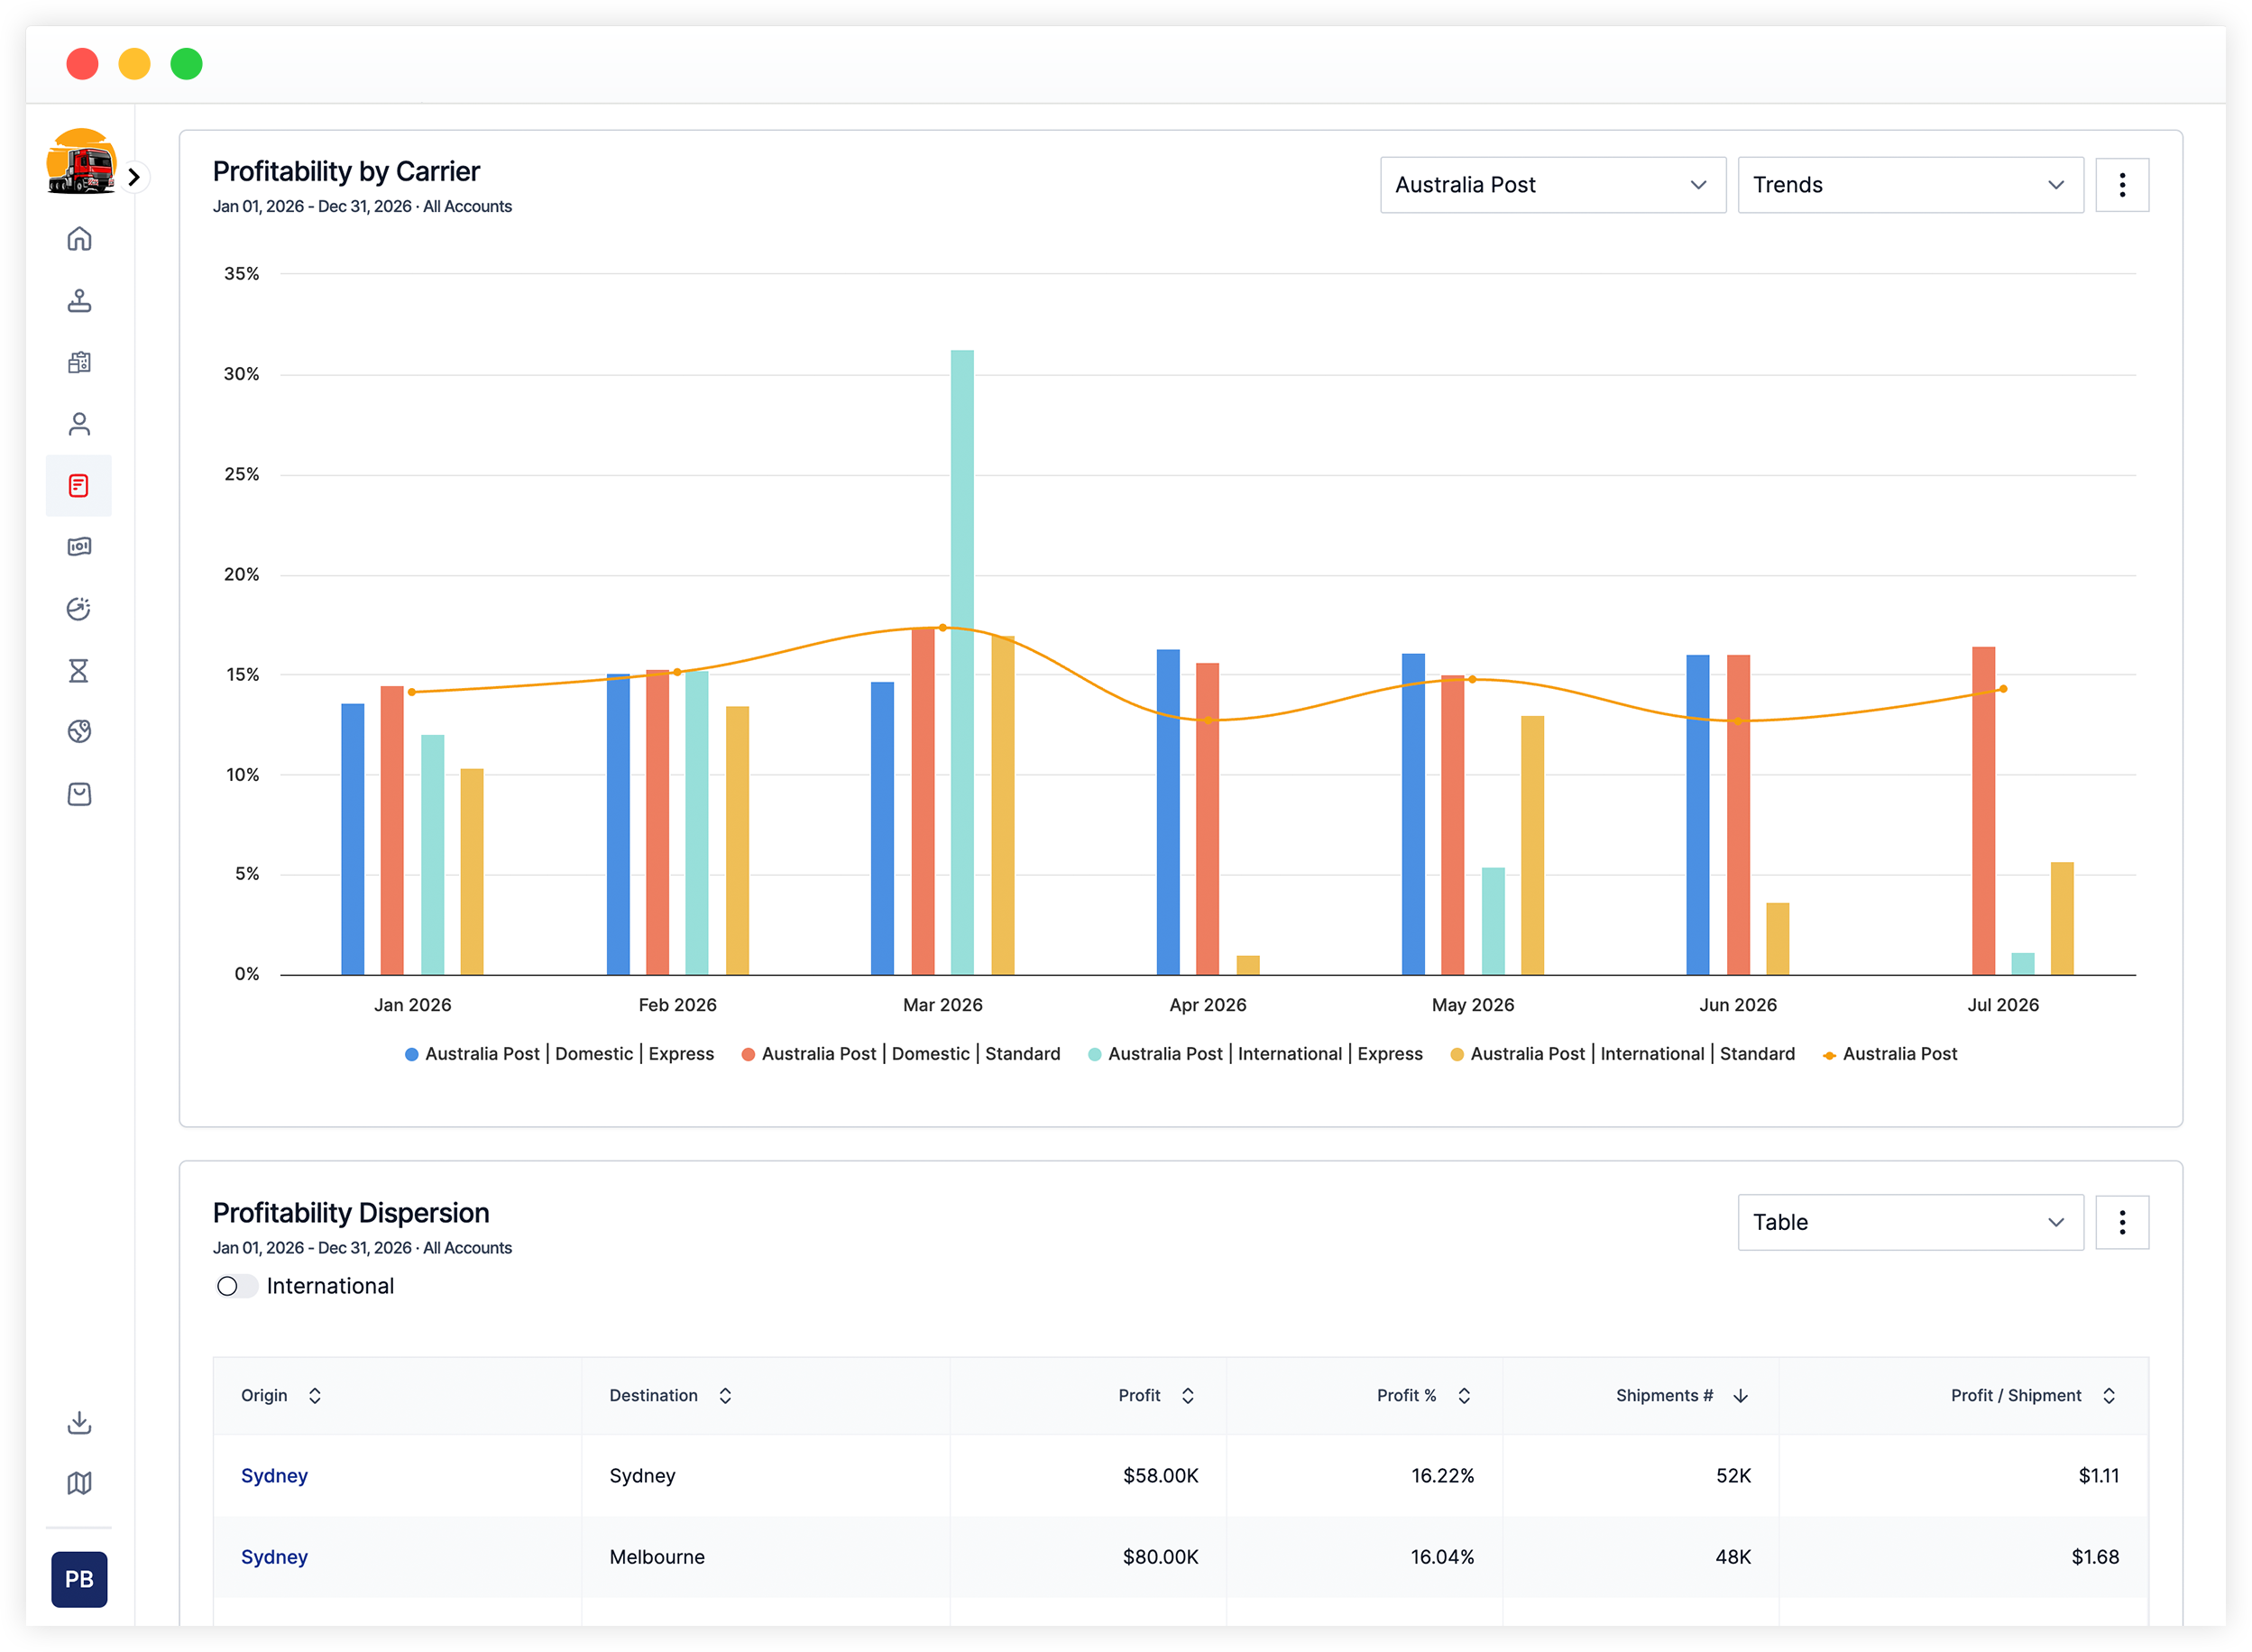 Profitability by Carrier
Jan 01, 2026 - Dec 31, 2026 · All Accounts
Australia Post
Trends
35%
30%
25%
20%
15%
10%
5%
0%
Jan 2026
Feb 2026
Mar 2026
Apr 2026
May 2026
Jun 2026
Jul 2026
Australia Post | Domestic | Express
Australia Post | Domestic | Standard
Australia Post | International | Express
Australia Post | International | Standard
Australia Post
Profitability Dispersion
Jan 01, 2026 - Dec 31, 2026 · All Accounts
International
Table
Origin Destination Profit Profit % Shipments # Profit / Shipment
Sydney Sydney $58.00K 16.22% 52K $1.11
Sydney Melbourne $80.00K 16.04% 48K $1.68
PB